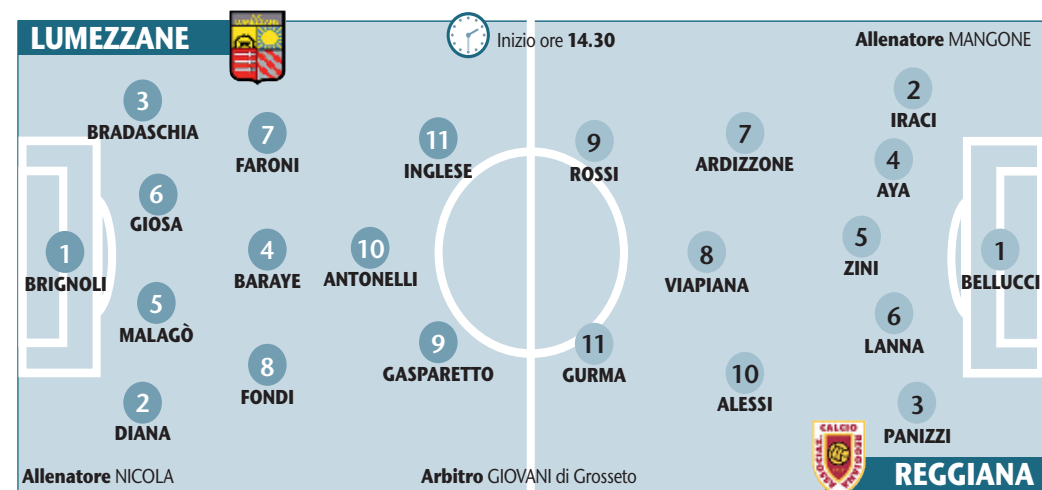 LUMEZZANE
Inizio ore 14.30
Allenatore MANGONE
3
BRADASCHIA
7
FARONI
11
INGLESE
9
ROSSI
7
ARDIZZONE
2
IRACI
4
AYA
6
GIOSA
1
BRIGNOLI
4
BARAYE
10
ANTONELLI
8
VIAPIANA
5
ZINI
1
BELLUCCI
5
MALAGÒ
9
GASPARETTO
11
GURMA
6
LANNA
8
FONDI
10
ALESSI
2
DIANA
3
PANIZZI
CALCIO
ASSOCIAZ.
REGGIANA
Allenatore NICOLA
Arbitro GIOVANI di Grosseto
REGGIANA